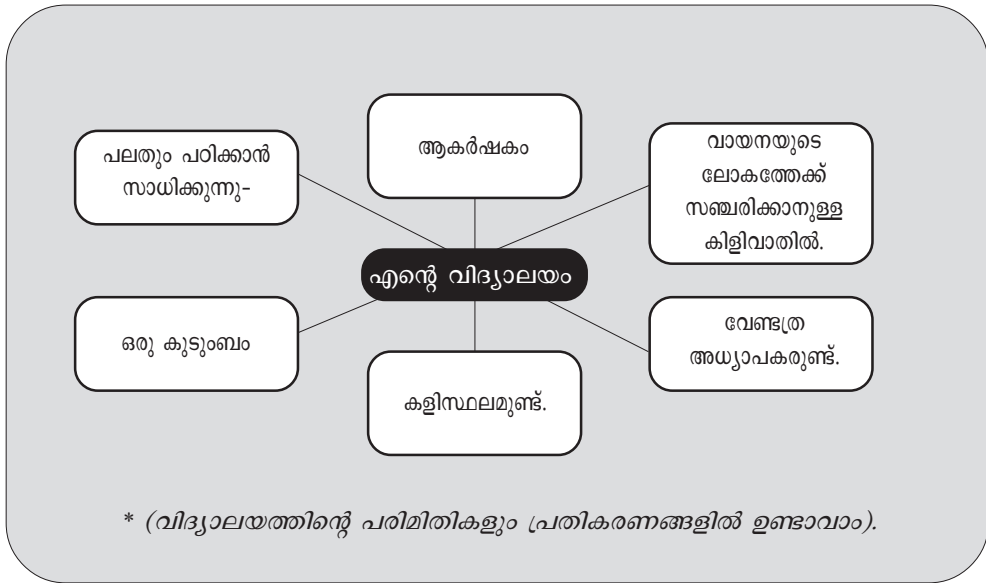 പലതും പഠിക്കാൻ
സാധിക്കുന്നു-
ആകർഷകം
വായനയുടെ
ലോകത്തേക്ക്
സഞ്ചരിക്കാനുള്ള
കിളിവാതിൽ.
എന്റെ വിദ്യാലയം
ഒരു കുടുംബം
കളിസ്ഥലമുണ്ട്.
വേണ്ടത്ര
അധ്യാപകരുണ്ട്.
* (വിദ്യാലയത്തിന്റെ പരിമിതികളും പ്രതികരണങ്ങളിൽ ഉണ്ടാവാം).